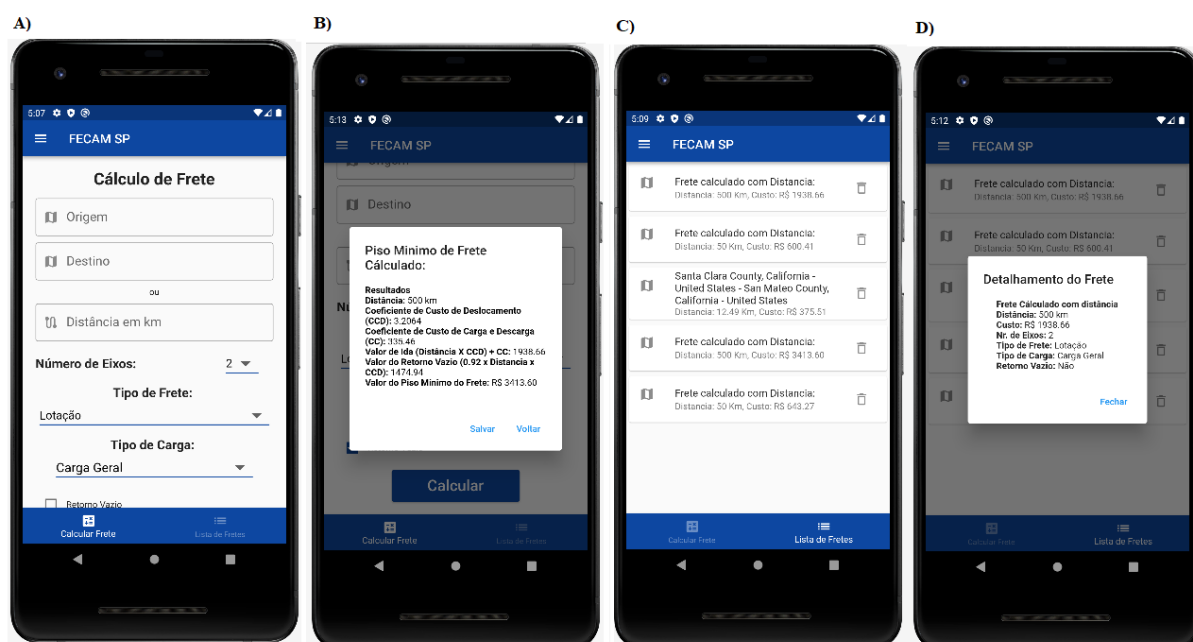 A)
5:07
FECAM SP
Cálculo de Frete
Origem
Destino
ou
Distância em km
Número de Eixos: 2
Tipo de Frete:
Lotação
Tipo de Carga:
Carga Geral
Retorno Vazio
Calcular Frete
Lista de Fretes
B)
5:13
FECAM SP
Origem
Destino
Piso Minimo de Frete
Cálculado:
Resultados
Distância: 500 km
Coeficiente de Custo de Deslocamento
(CCD): 3.2064
Coeficiente de Custo de Carga e Descarga
(CC): 335.46
Valor de Ida (Distância X CCD) + CC: 1938.66
Valor do Retorno Vazio (0.92 x Distancia x
CCD): 1474.94
Valor do Piso Minimo do Frete: R$ 3413.60
Salvar
Voltar
Calcular
Calcular Frete
Lista de Fretes
C)
5:09
FECAM SP
Frete calculado com Distancia:
Distancia: 500 Km, Custo: R$ 1938.66
Frete calculado com Distancia:
Distancia: 50 Km, Custo: R$ 600.41
Santa Clara County, California -
United States - San Mateo County,
California - United States
Distancia: 12.49 Km, Custo: R$ 375.51
Frete calculado com Distancia:
Distancia: 500 Km, Custo: R$ 3413.60
Frete calculado com Distancia:
Distancia: 50 Km, Custo: R$ 643.27
Calcular Frete
Lista de Fretes
D)
5:12
FECAM SP
Frete calculado com Distancia:
Distancia: 500 Km, Custo: R$ 1938.66
Frete calculado com Distancia:
Distancia: 50 Km, Custo: R$ 600.41
Detalhamento do Frete
Frete Cálculado com distância
Distância: 500 km
Custo: R$ 1938.66
Nr. de Eixos: 2
Tipo de Frete: Lotação
Tipo de Carga: Carga Geral
Retorno Vazio: Não
Fechar
Frete calculado com Distancia:
Distancia: 50 Km, Custo: R$ 643.27
Calcular Frete
Lista de Fretes